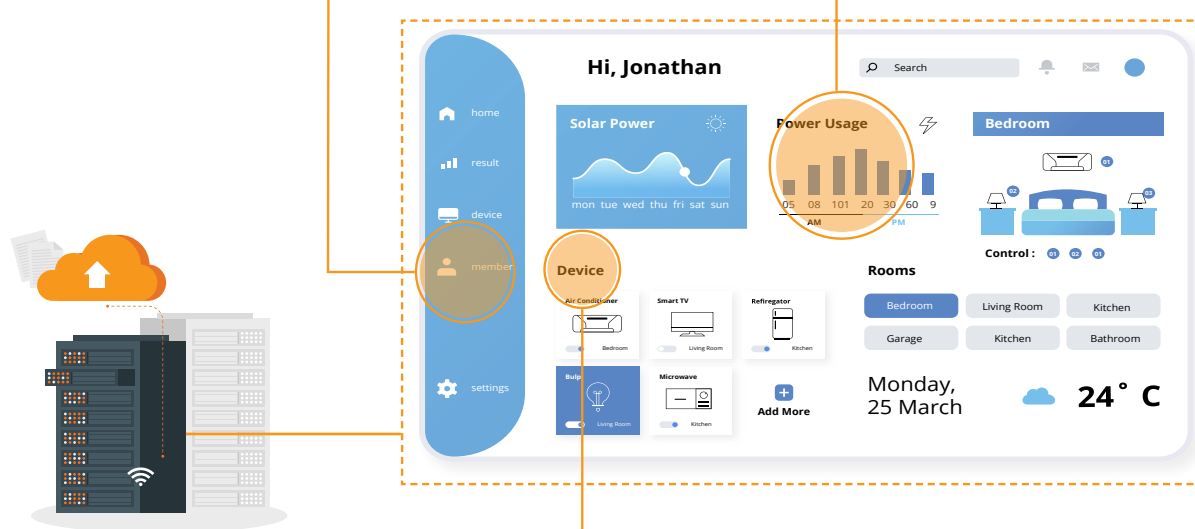 Hi, Jonathan
Search
home
result
device
member
settings
Solar Power
mon tue wed thu fri sat sun
Power Usage
05 08 101 20 30 60 9
AM PM
Bedroom
01
02
03
Control : 01 02 01
Device
Air Conditioner
Bedroom
Smart TV
Living Room
Refiregator
Kitchen
Bulp
Living Room
Microwave
Kitchen
Add More
Rooms
Bedroom Living Room Kitchen
Garage Kitchen Bathroom
Monday,
25 March
24° C